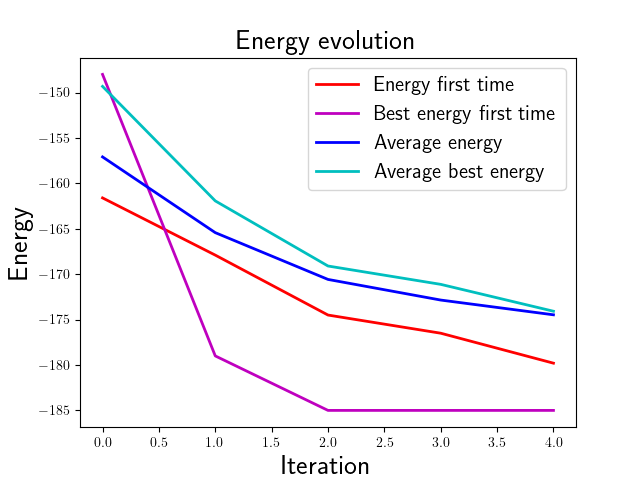 Energy evolution
Energy first time
Best energy first time
Average energy
Average best energy
Energy
−150
−155
−160
−165
−170
−175
−180
−185
0.0 0.5 1.0 1.5 2.0 2.5 3.0 3.5 4.0
Iteration